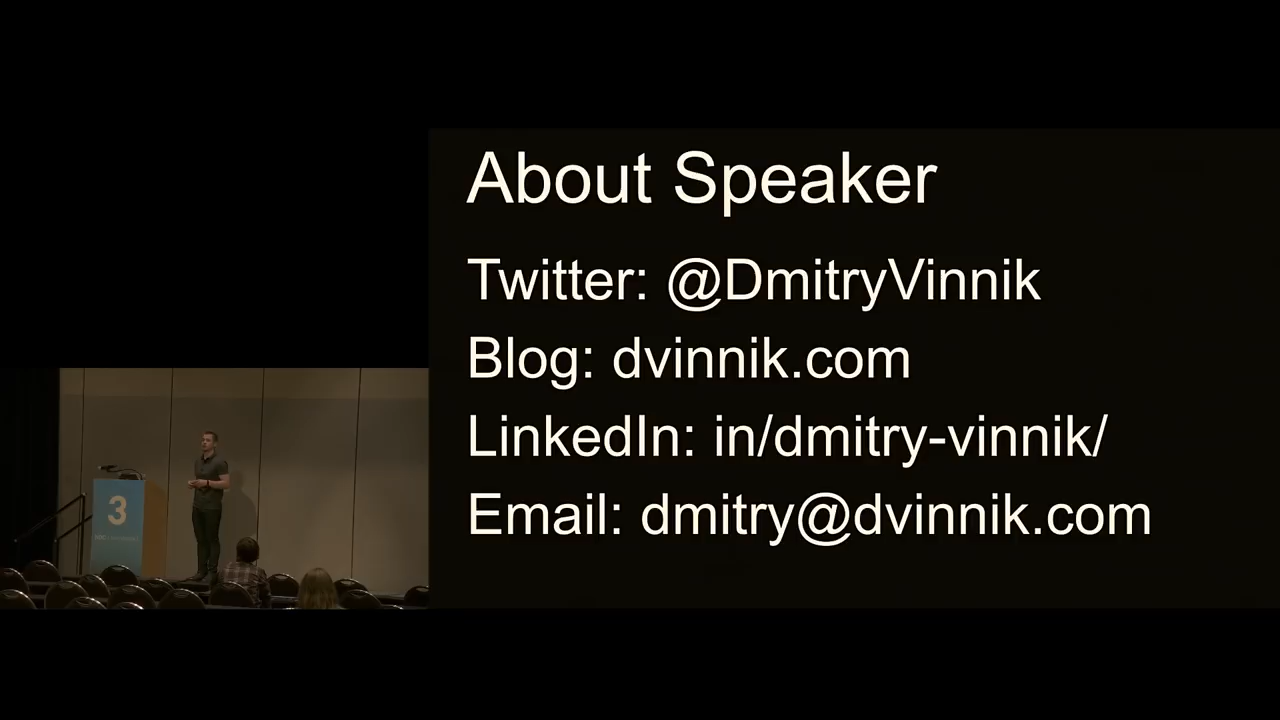 About Speaker
Twitter: @DmitryVinnik
Blog: dvinnik.com
LinkedIn: in/dmitry-vinnik/
Email: dmitry@dvinnik.com
3